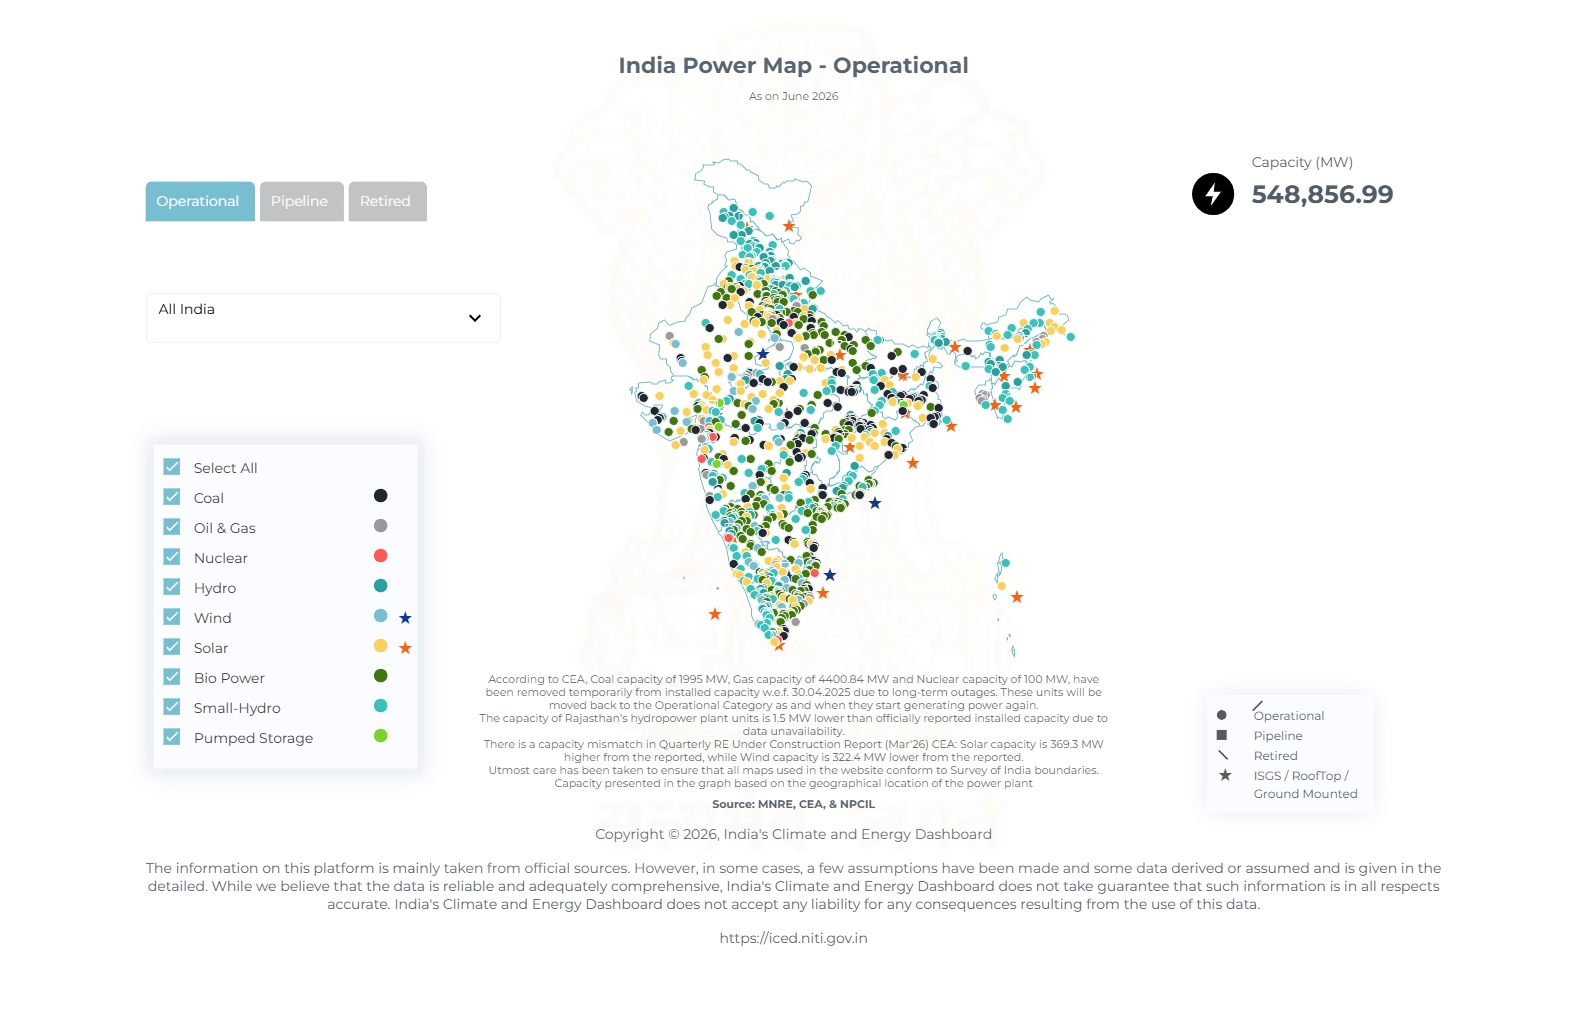 India Power Map - Operational
As on June 2026
Capacity (MW)
548,856.99
Operational
Pipeline
Retired
All India
Select All
Coal
Oil & Gas
Nuclear
Hydro
Wind
Solar
Bio Power
Small-Hydro
Pumped Storage
According to CEA, Coal capacity of 1995 MW, Gas capacity of 4400.84 MW and Nuclear capacity of 100 MW, have
been removed temporarily from installed capacity w.e.f. 30.04.2025 due to long-term outages. These units will be
moved back to the Operational Category as and when they start generating power again.
The capacity of Rajasthan's hydropower plant units is 1.5 MW lower than officially reported installed capacity due to
data unavailability.
There is a capacity mismatch in Quarterly RE Under Construction Report (Mar'26) CEA: Solar capacity is 369.3 MW
higher from the reported, while Wind capacity is 322.4 MW lower from the reported.
Utmost care has been taken to ensure that all maps used in the website conform to Survey of India boundaries.
Capacity presented in the graph based on the geographical location of the power plant
Source: MNRE, CEA, & NPCIL
Operational
Pipeline
Retired
ISGS / RoofTop /
Ground Mounted
Copyright © 2026, India's Climate and Energy Dashboard
The information on this platform is mainly taken from official sources. However, in some cases, a few assumptions have been made and some data derived or assumed and is given in the
detailed. While we believe that the data is reliable and adequately comprehensive, India's Climate and Energy Dashboard does not take guarantee that such information is in all respects
accurate. India's Climate and Energy Dashboard does not accept any liability for any consequences resulting from the use of this data.
https://iced.niti.gov.in